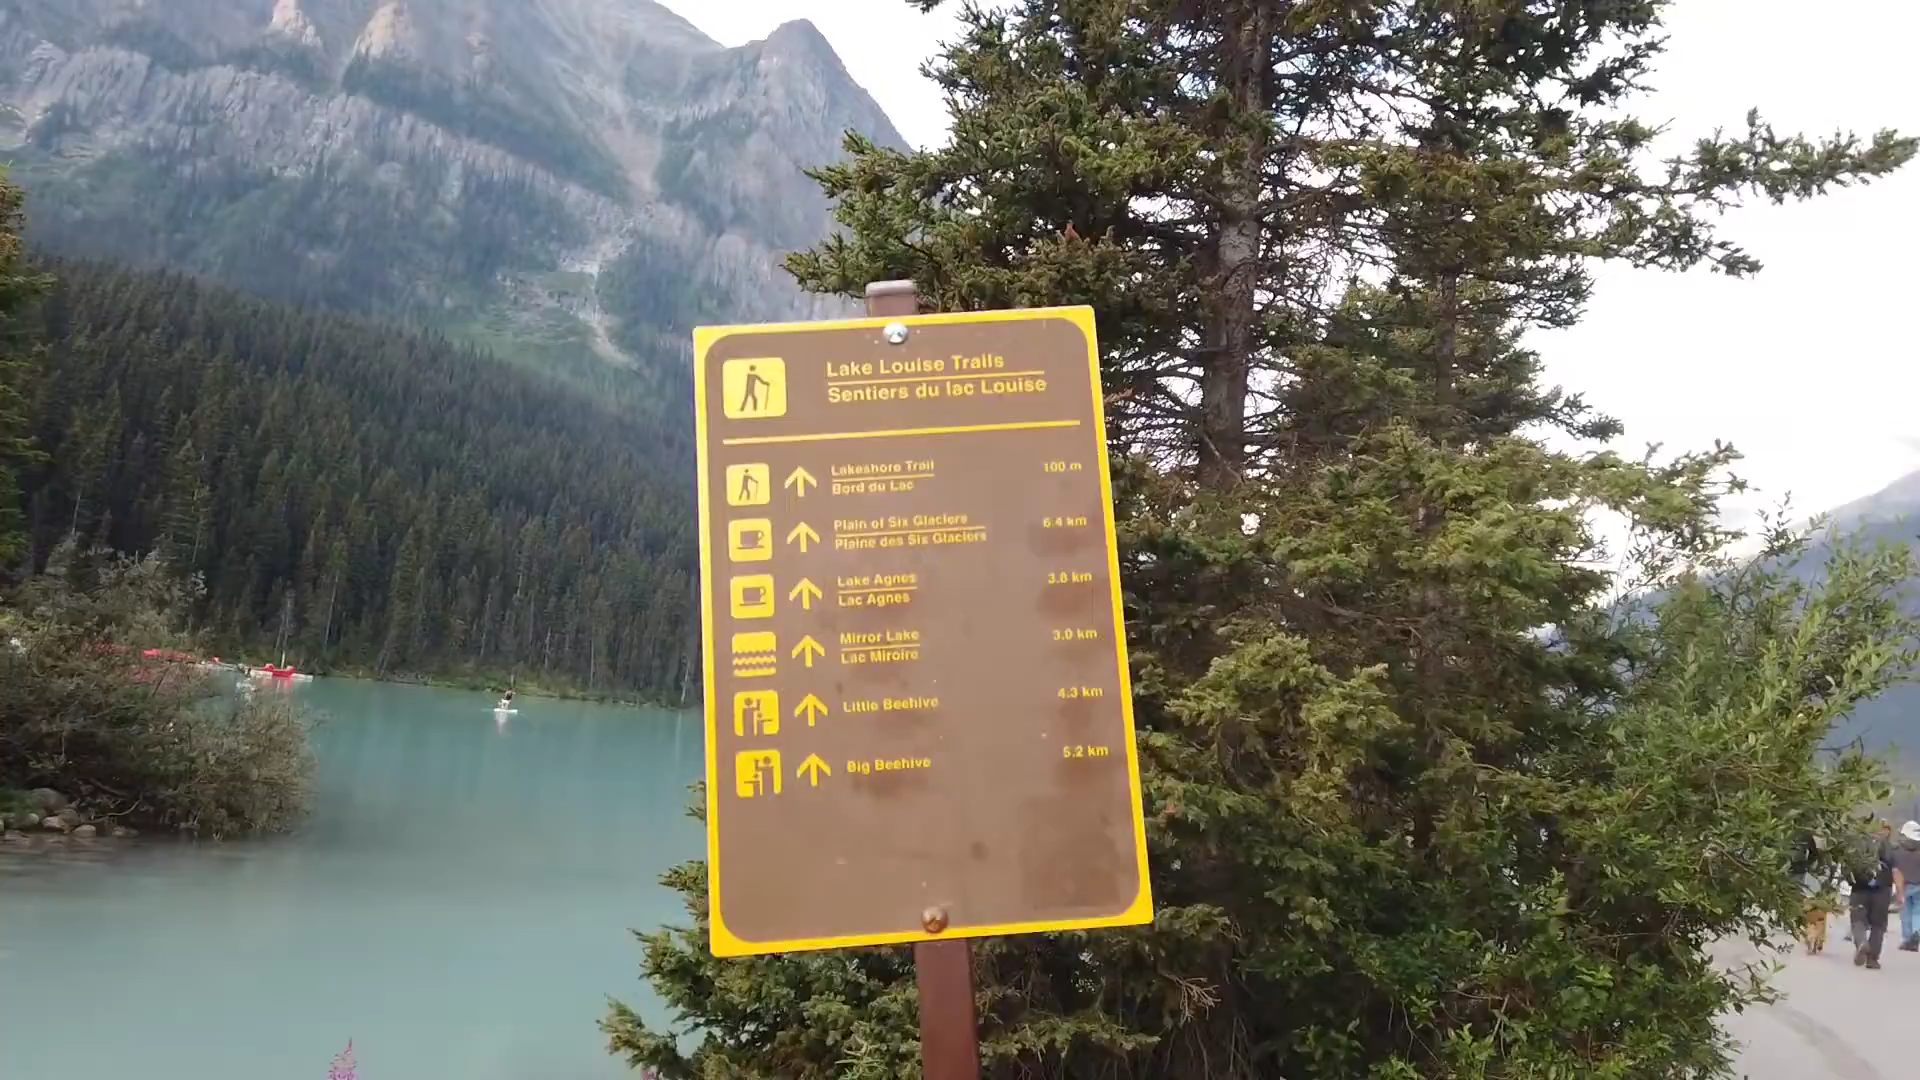 Lake Louise Trails
Sentiers du lac Louise
Lakeshore Trail 100 m
Bord du Lac
Plain of Six Glaciers 6.4 km
Plaine des Six Glaciers
Lake Agnes 3.8 km
Lac Agnes
Mirror Lake 3.0 km
Lac Miroire
Little Beehive 4.3 km
Big Beehive 5.2 km